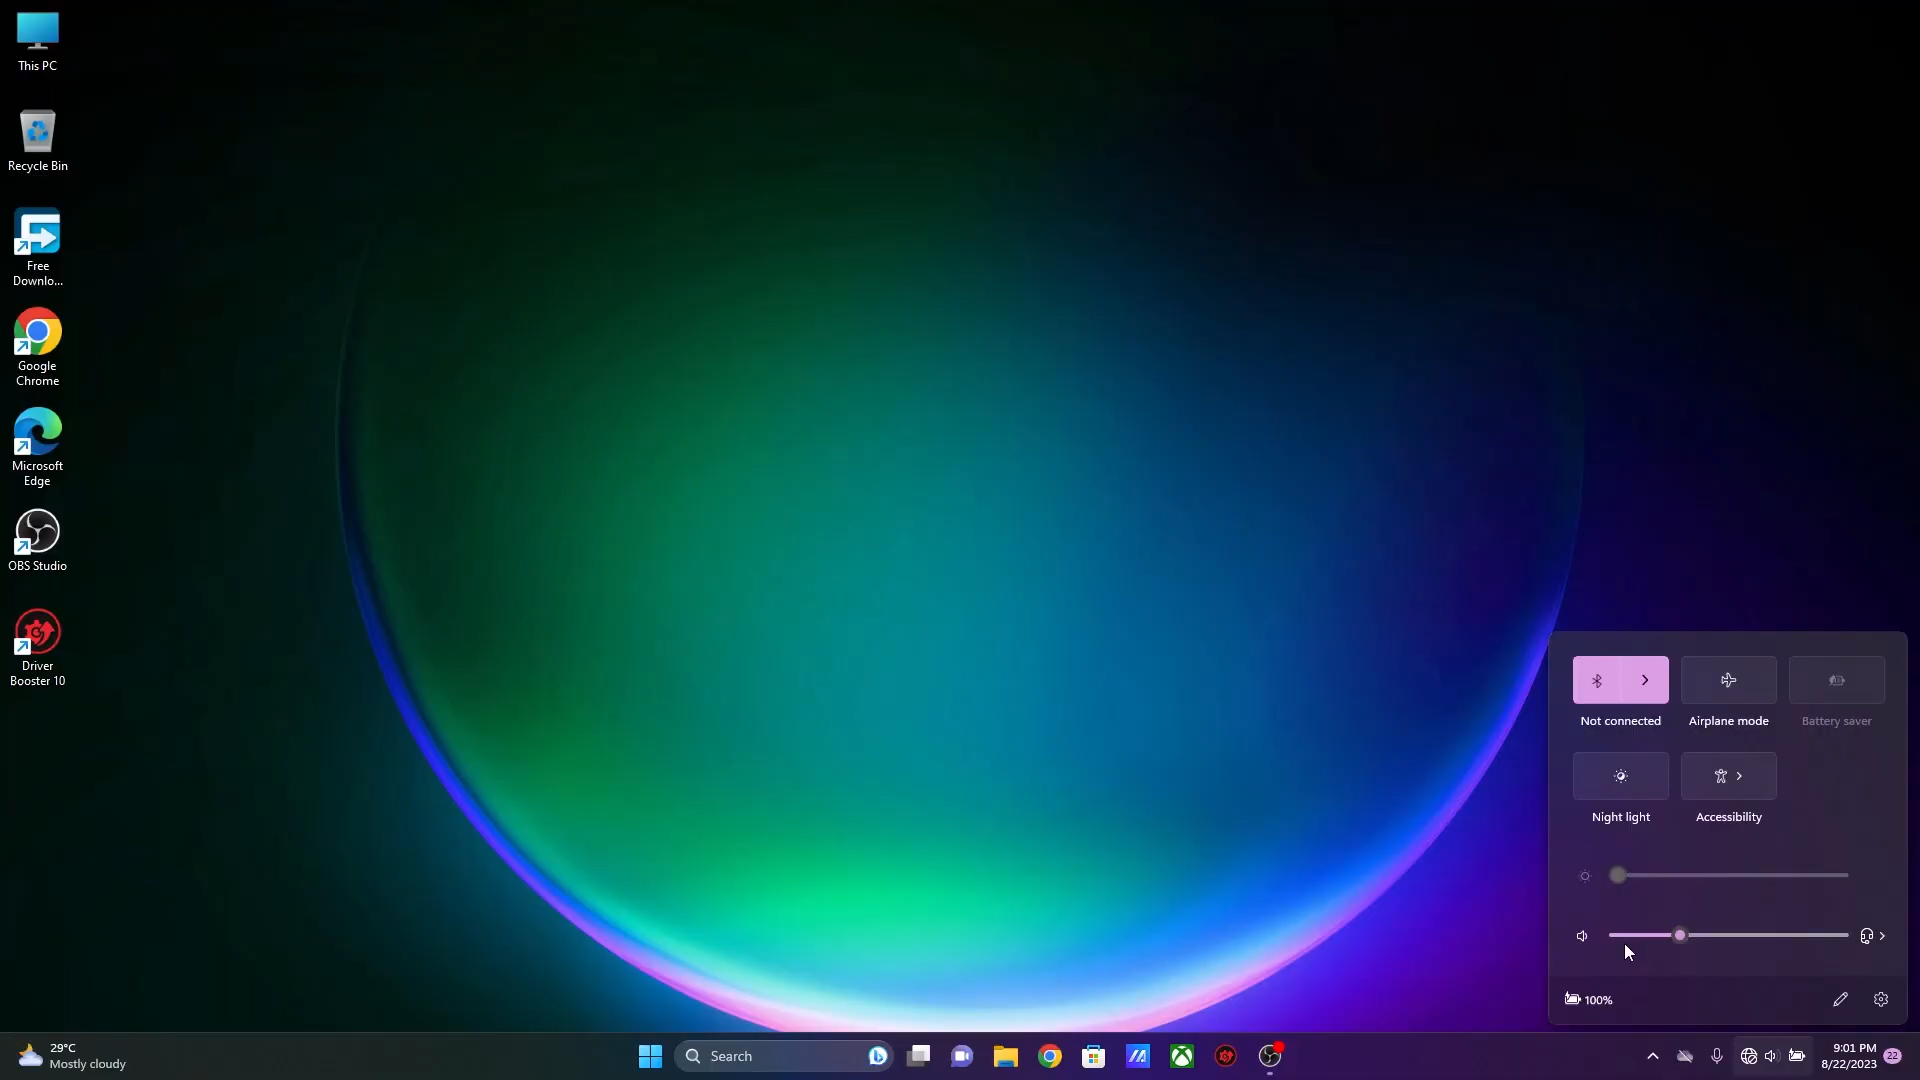 This PC
Recycle Bin
Free
Downlo...
Google
Chrome
Microsoft
Edge
OBS Studio
Driver
Booster 10
Not connected
Airplane mode
Battery saver
Night light
Accessibility
100%
29°C
Mostly cloudy
Search
9:01 PM
8/22/2023
22